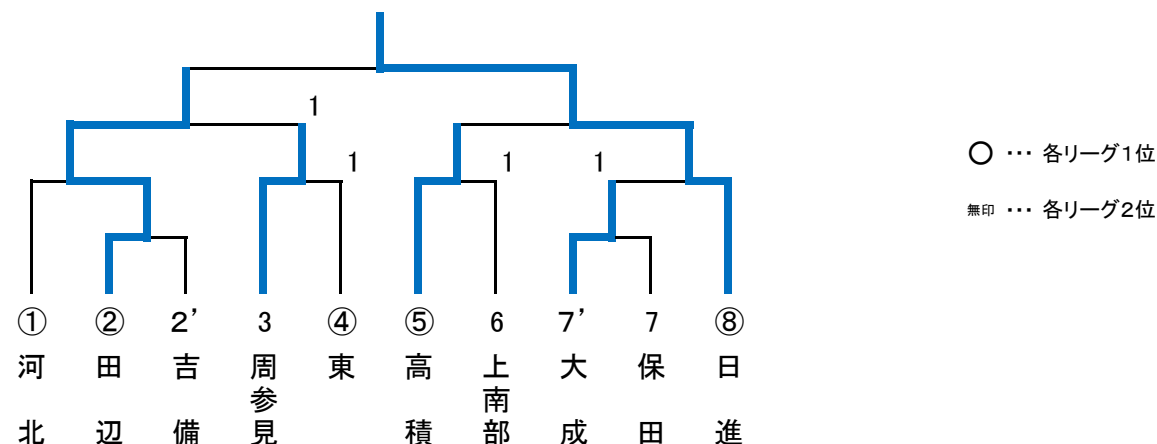 1
1
1
1
○ ・・・ 各リーグ1位
無印 ・・・ 各リーグ2位
① ② 2’ 3 ④ ⑤ 6 7’ 7 ⑧
河北
田辺
吉備
周参見
東
高積
上南部
大成
保田
日進